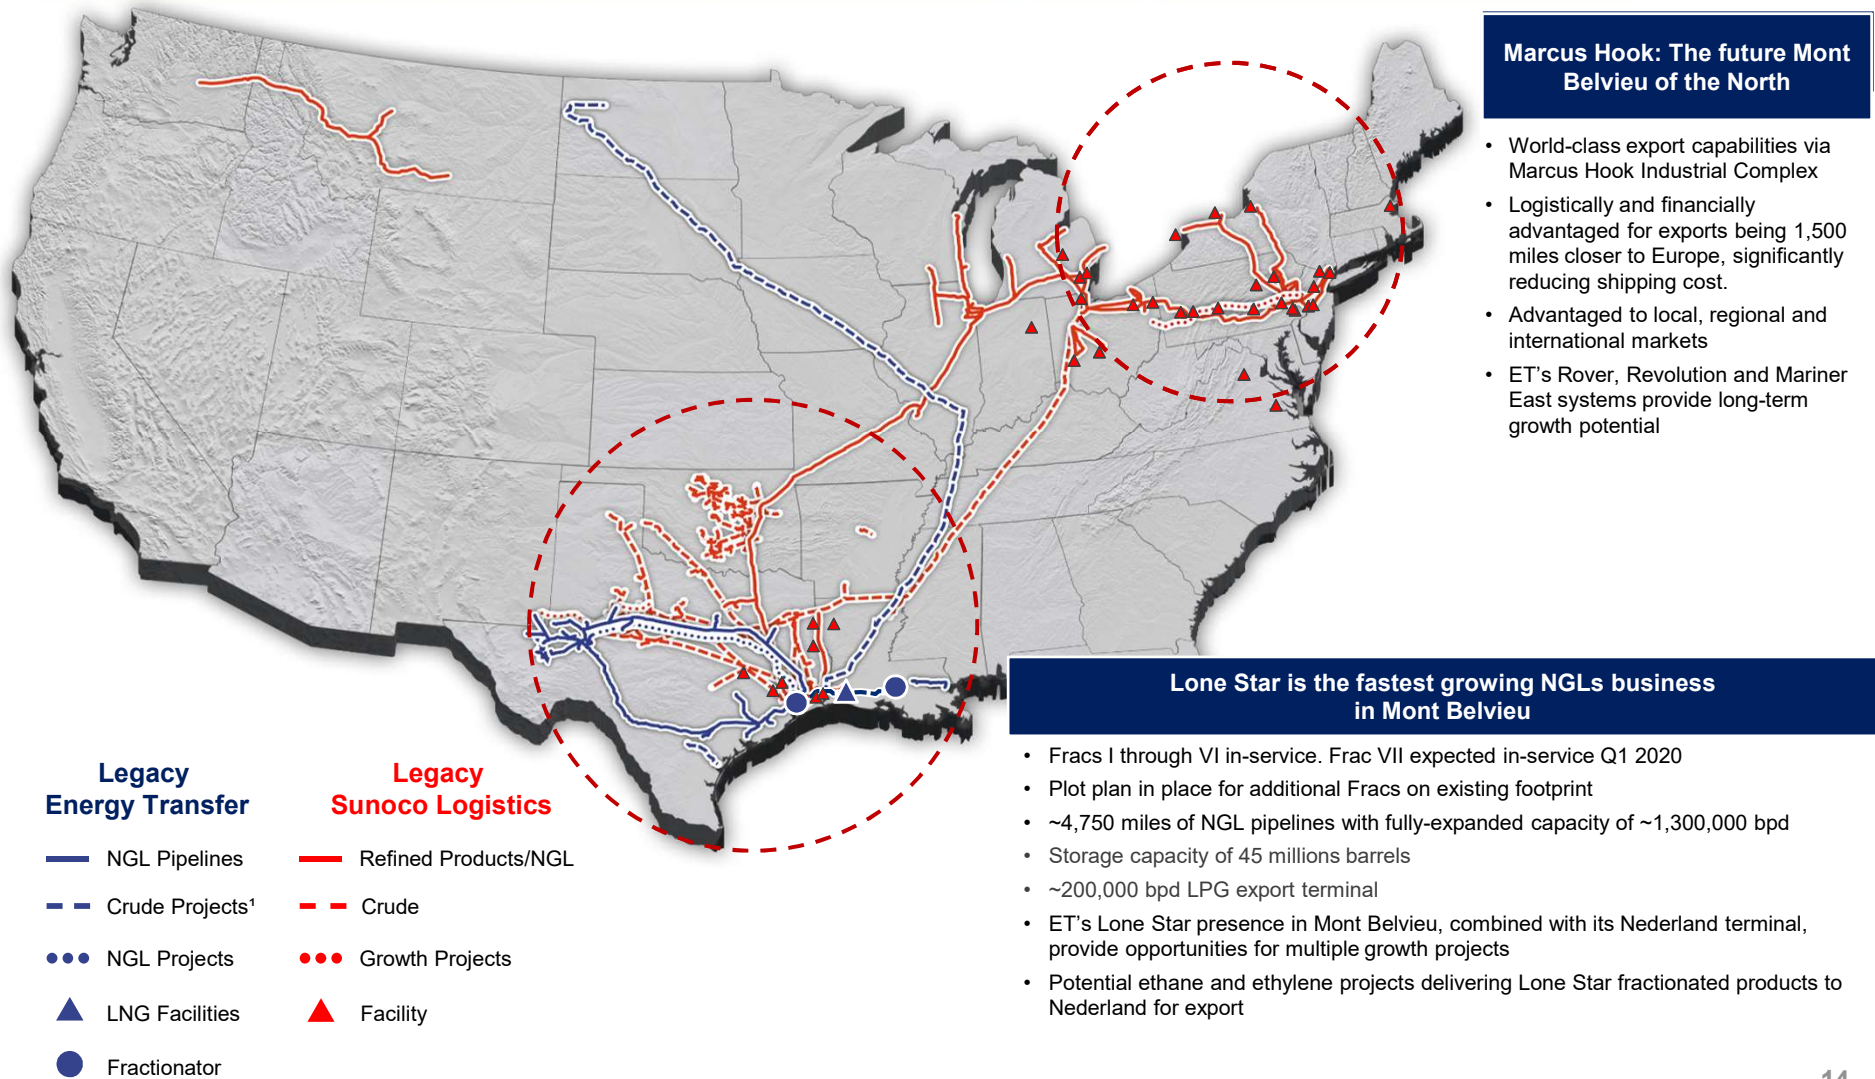 Marcus Hook: The future Mont
Belvieu of the North
• World-class export capabilities via
Marcus Hook Industrial Complex
• Logistically and financially
advantaged for exports being 1,500
miles closer to Europe, significantly
reducing shipping cost.
• Advantaged to local, regional and
international markets
• ET’s Rover, Revolution and Mariner
East systems provide long-term
growth potential
Lone Star is the fastest growing NGLs business
in Mont Belvieu
• Fracs I through VI in-service. Frac VII expected in-service Q1 2020
• Plot plan in place for additional Fracs on existing footprint
• ~4,750 miles of NGL pipelines with fully-expanded capacity of ~1,300,000 bpd
• Storage capacity of 45 millions barrels
• ~200,000 bpd LPG export terminal
• ET’s Lone Star presence in Mont Belvieu, combined with its Nederland terminal,
provide opportunities for multiple growth projects
• Potential ethane and ethylene projects delivering Lone Star fractionated products to
Nederland for export
Legacy
Energy Transfer
NGL Pipelines
Crude Projects¹
NGL Projects
LNG Facilities
Fractionator
Legacy
Sunoco Logistics
Refined Products/NGL
Crude
Growth Projects
Facility
14